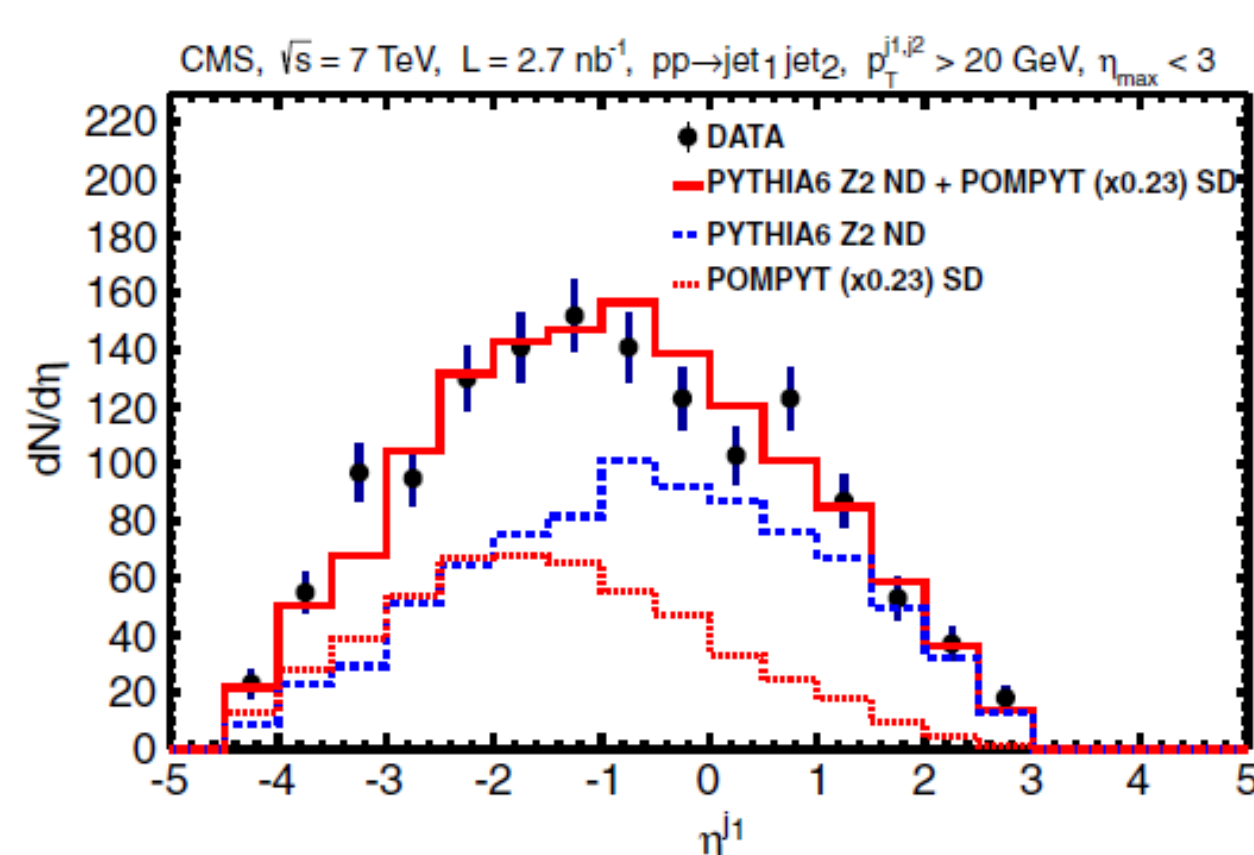 CMS, √s = 7 TeV, L = 2.7 nb⁻¹, pp→jet₁ jet₂, p_T^{j1,j2} > 20 GeV, η_max < 3
DATA
PYTHIA6 Z2 ND + POMPYT (x0.23) SD
PYTHIA6 Z2 ND
POMPYT (x0.23) SD
dN/dη
220
200
180
160
140
120
100
80
60
40
20
0
-5 -4 -3 -2 -1 0 1 2 3 4 5
η^{j1}